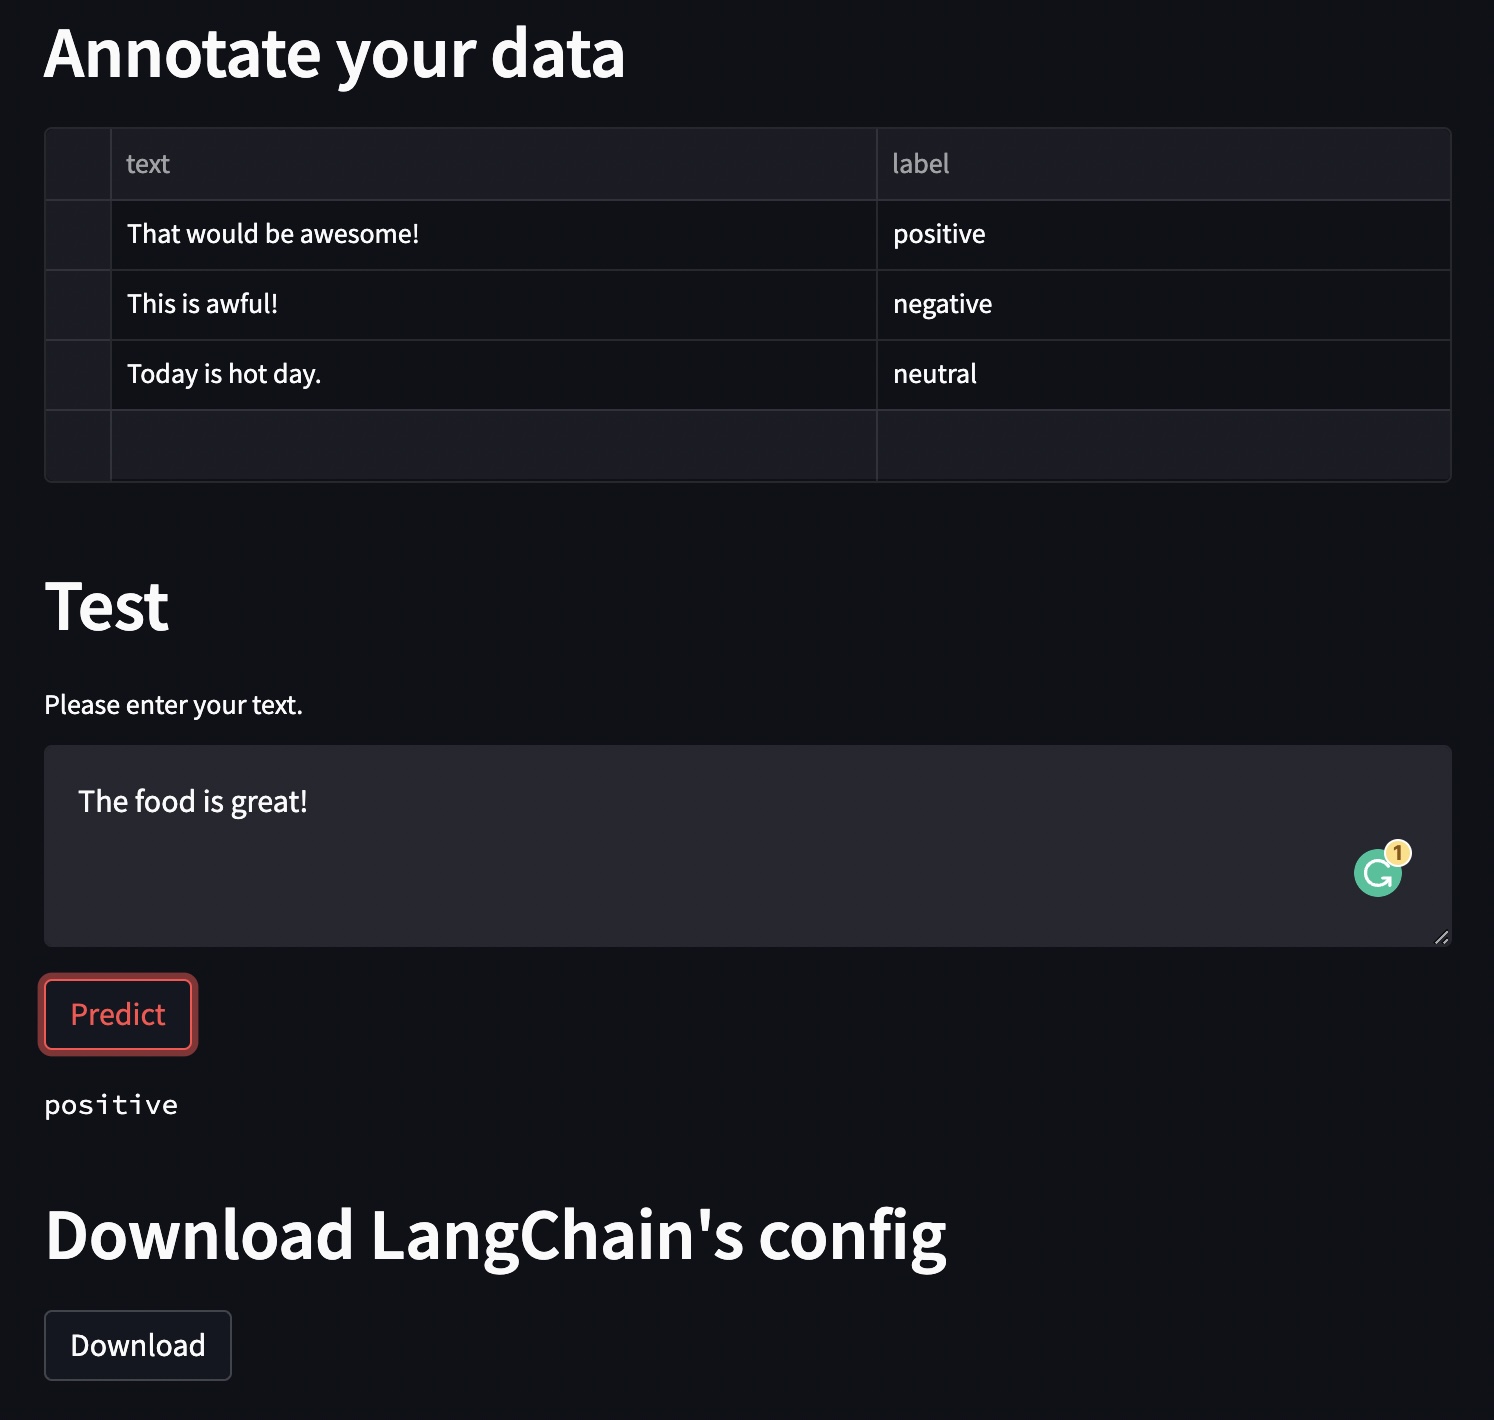 Annotate your data
text label
That would be awesome! positive
This is awful! negative
Today is hot day. neutral
Test
Please enter your text.
The food is great!
1
Predict
positive
Download LangChain's config
Download